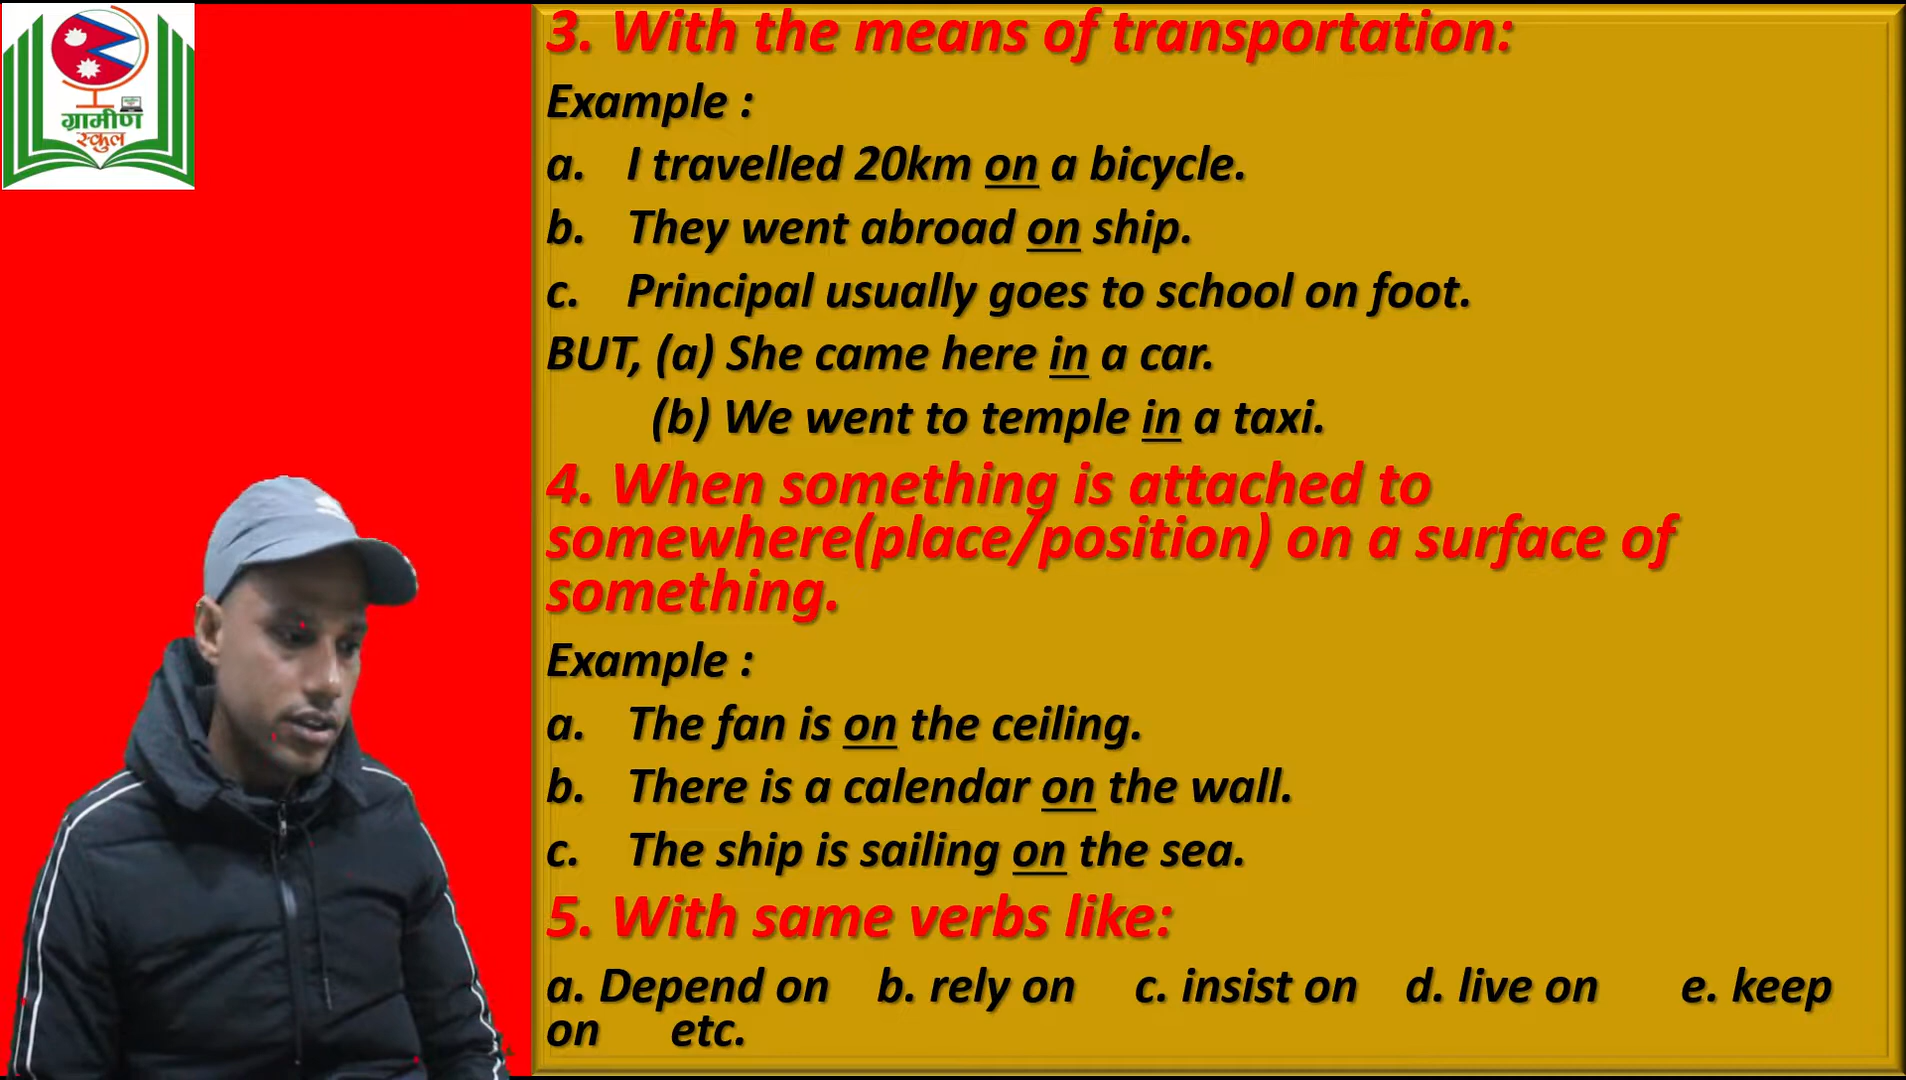 ग्रामीण
स्कुल
3. With the means of transportation:
Example :
a. I travelled 20km on a bicycle.
b. They went abroad on ship.
c. Principal usually goes to school on foot.
BUT, (a) She came here in a car.
(b) We went to temple in a taxi.
4. When something is attached to
somewhere(place/position) on a surface of
something.
Example :
a. The fan is on the ceiling.
b. There is a calendar on the wall.
c. The ship is sailing on the sea.
5. With same verbs like:
a. Depend on b. rely on c. insist on d. live on e. keep
on etc.